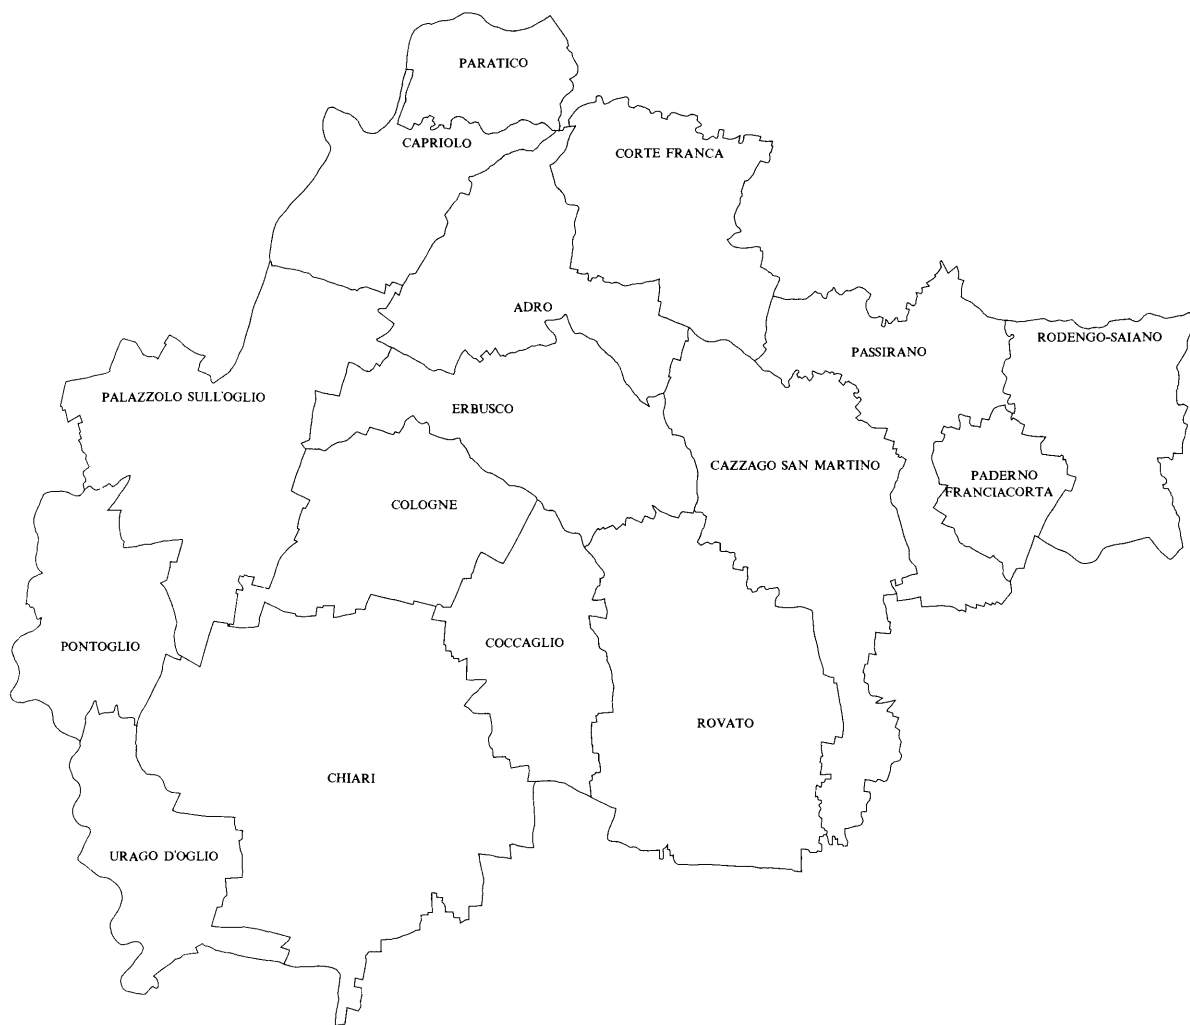 PARATICO
CAPRIOLO
CORTE FRANCA
ADRO
RODENGO-SAIANO
PASSIRANO
PALAZZOLO SULL'OGLIO
ERBUSCO
CAZZAGO SAN MARTINO
PADERNO
FRANCIACORTA
COLOGNE
COCCAGLIO
PONTOGLIO
ROVATO
CHIARI
URAGO D'OGLIO